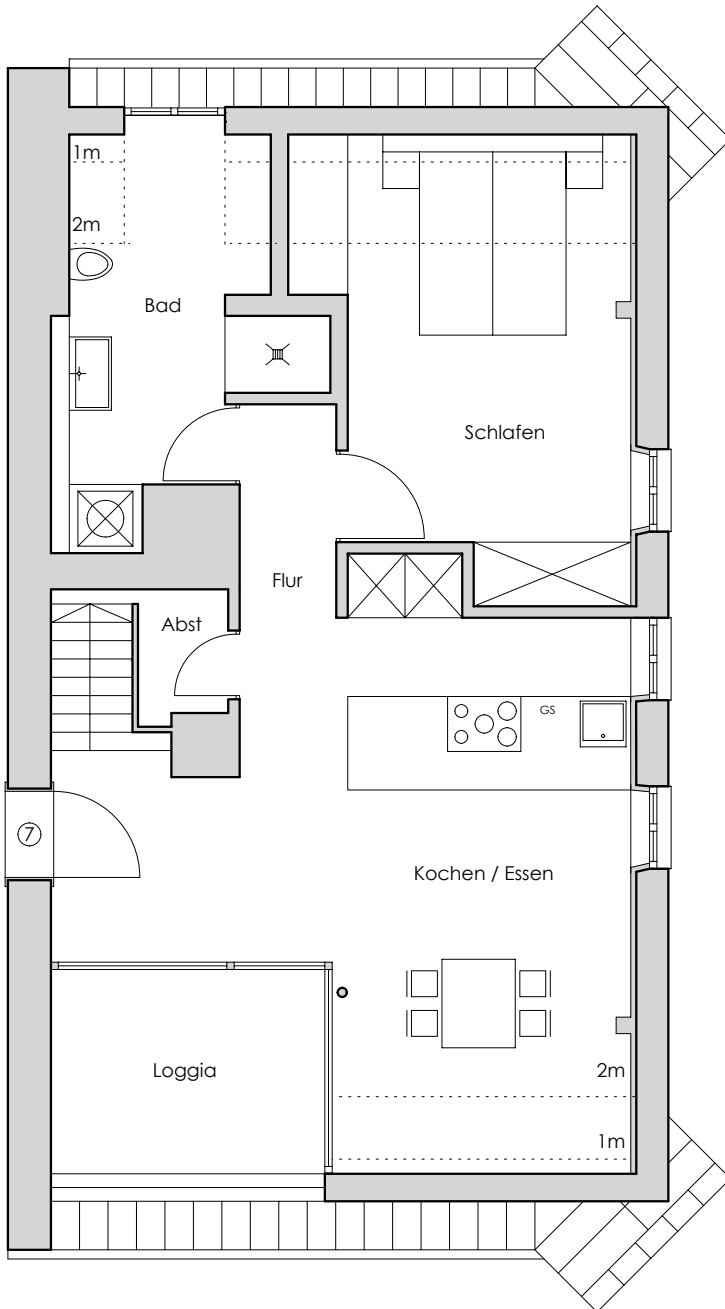 1m
2m
Bad
Schlafen
Flur
Abst
GS
7
Kochen / Essen
Loggia
2m
1m